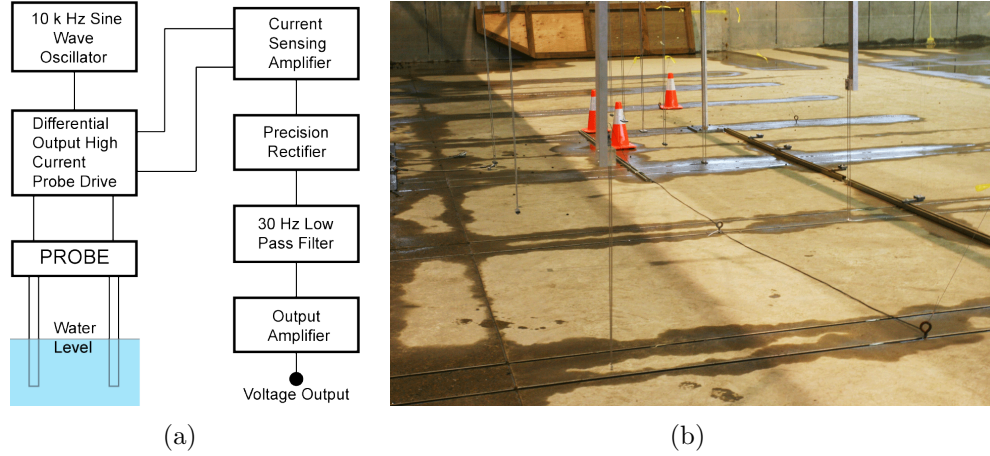 10 k Hz Sine
Wave
Oscillator
Differential
Output High
Current
Probe Drive
PROBE
Water
Level
Current
Sensing
Amplifier
Precision
Rectifier
30 Hz Low
Pass Filter
Output
Amplifier
Voltage Output
(a)
(b)